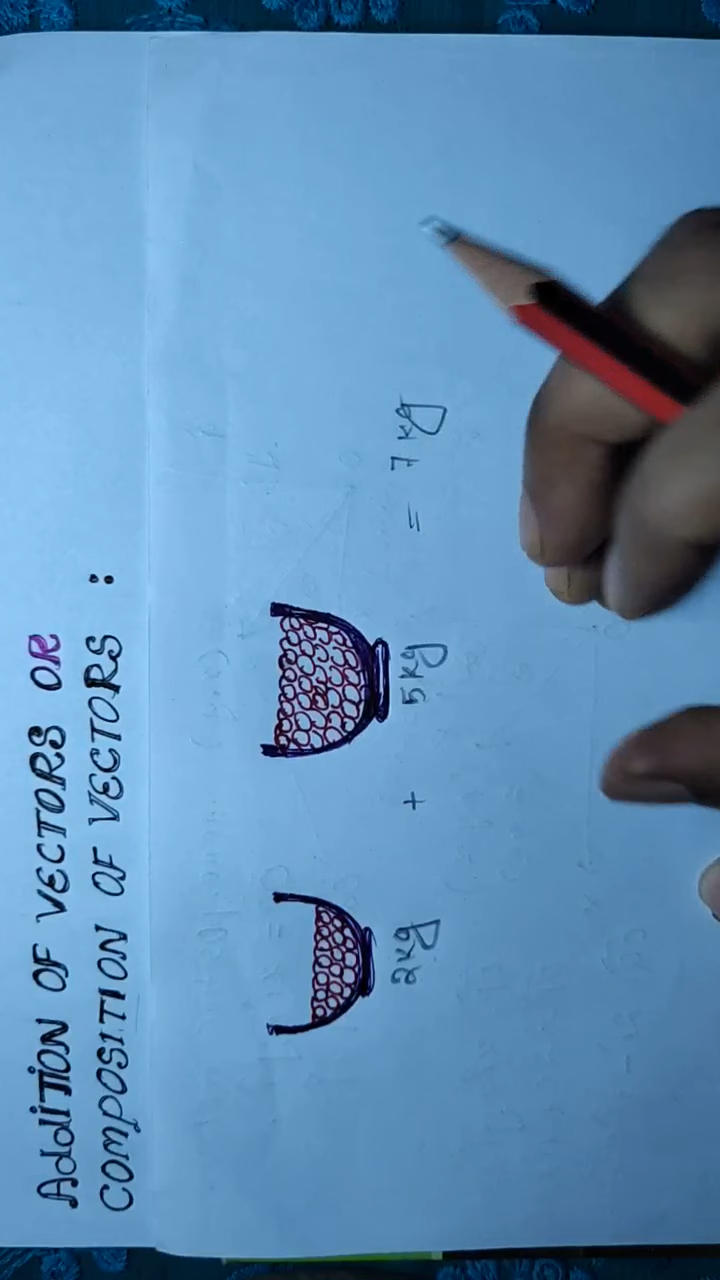 AddiTION OF VECTORS OR
COMPOSITION OF VECTORS :
2kg + 5kg = 7kg